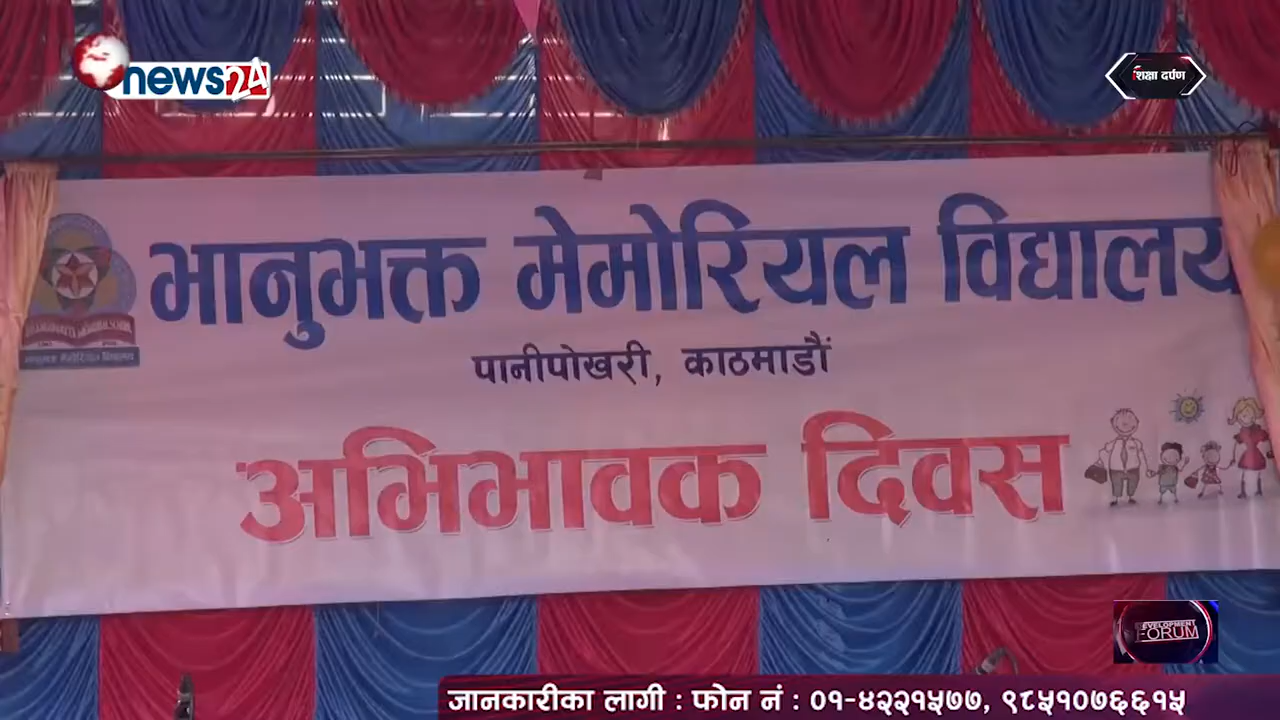 news24
शिक्षा दर्पण
भानुभक्त मेमोरियल विद्यालय
पानीपोखरी, काठमाडौं
अभिभावक दिवस
DEVELOPMENT
FORUM
जानकारीका लागी : फोन नं : ०१-४२२१५७७, ९८५१०७६६१५